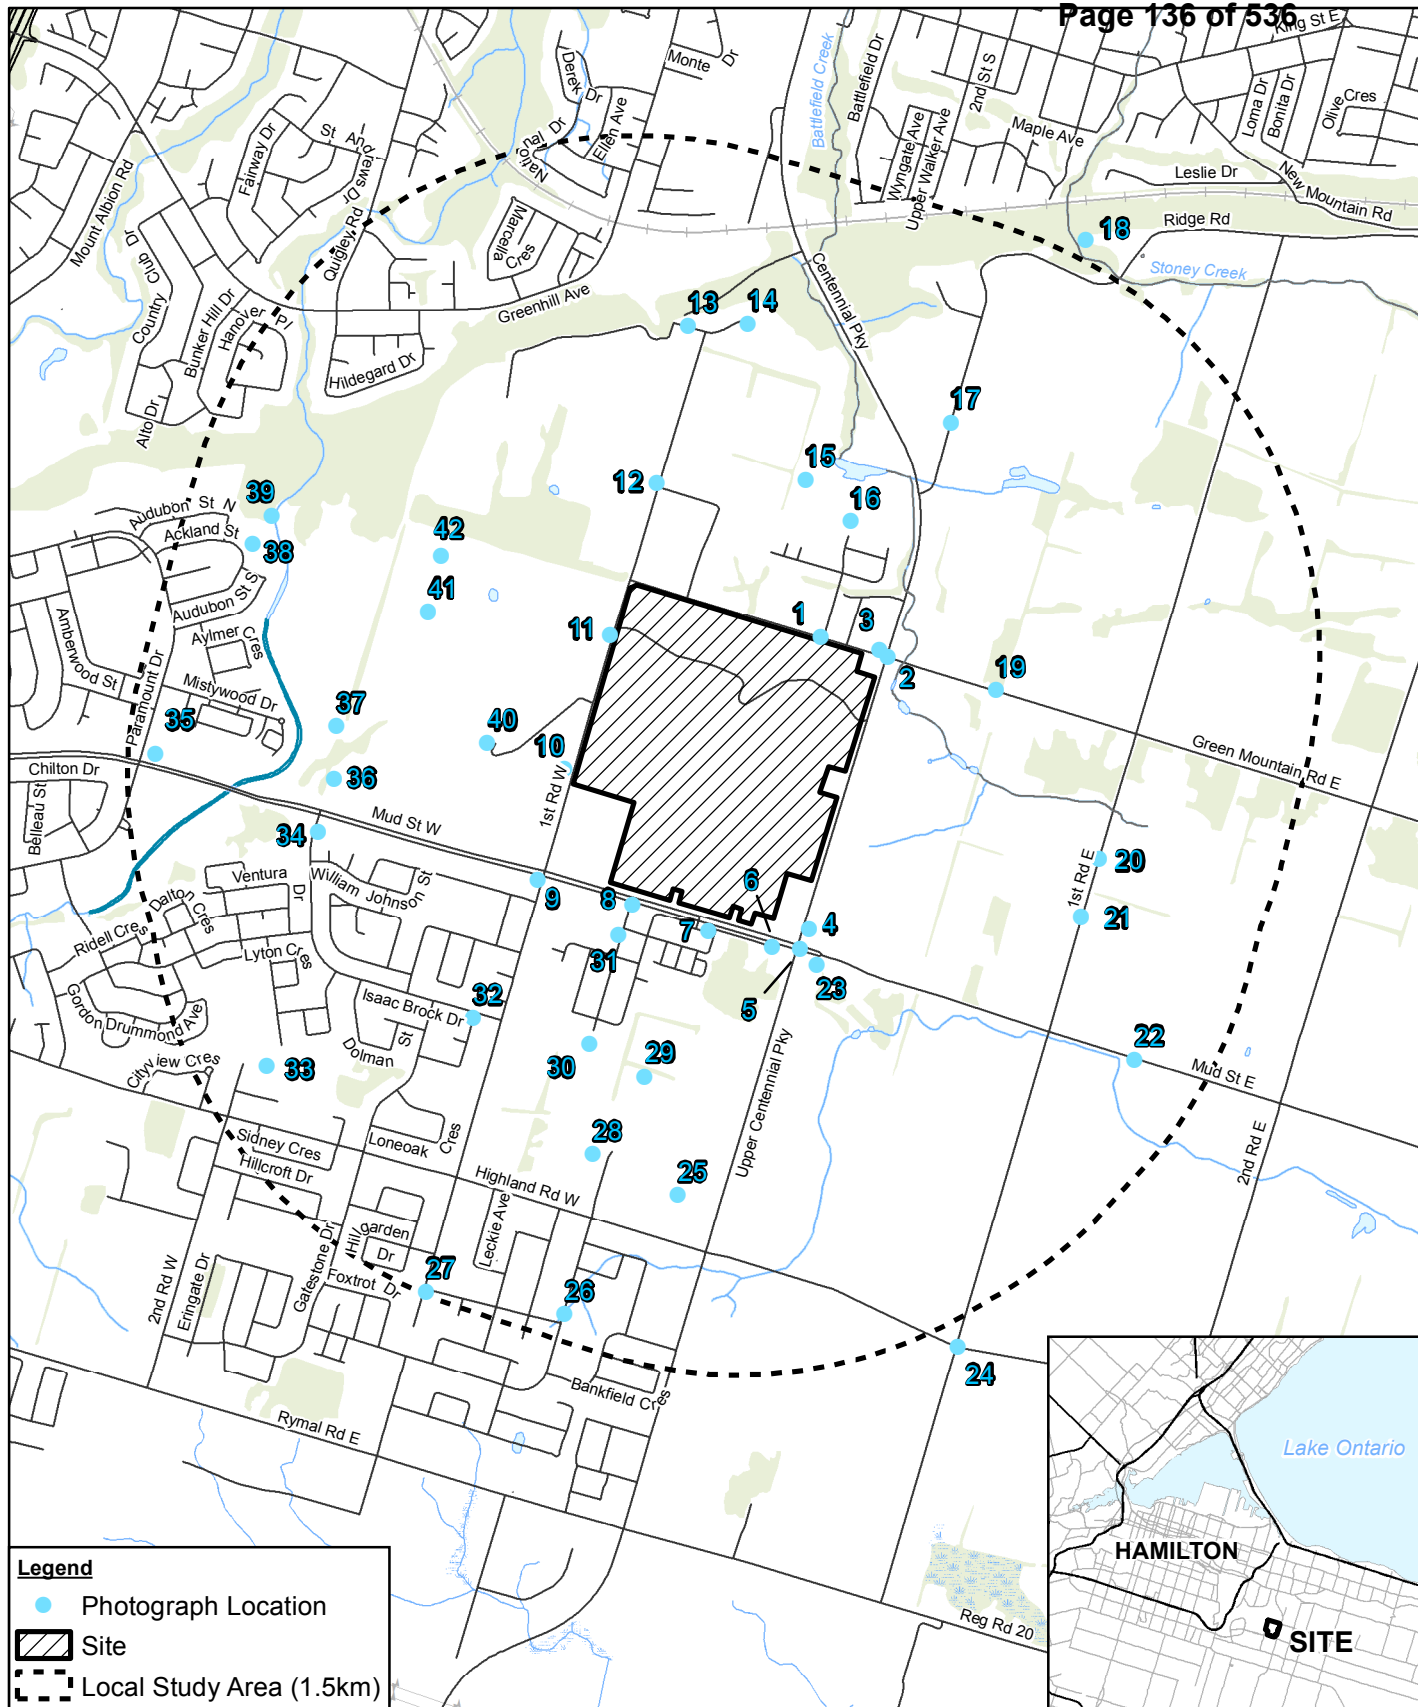 Page 136 of 536
King St E
Monte Dr
Derek Dr
Battlefield Creek
Battlefield Dr
2nd St S
Loma Dr
Bonita Dr
Olive Cres
Ellen Ave
National Dr
Maple Ave
Wyngate Ave
Upper Walker Ave
St Andrews Dr
Fairway Dr
Mount Albion Rd
Leslie Dr
New Mountain Rd
Ridge Rd
18
Quigley Rd
Marcella Cres
Club Dr
Country
Stoney Creek
Centennial Pky
Bunker Hill Dr
Hanover Pl
Greenhill Ave
13
14
Hildegard Dr
Alto Dr
17
15
12
16
39
Audubon St N
Ackland St
38
42
Audubon St S
41
Aylmer Cres
Amberwood St
1
3
11
2
19
Mistywood Dr
Paramount Dr
35
37
40
10
Green Mountain Rd E
Chilton Dr
36
Belleau St
Mud St W
1st Rd W
34
20
Ventura Dr
William Johnson St
6
9
8
1st Rd E
21
Dalton Cres
7
4
Ridell Cres
Lyton Cres
31
23
5
Isaac Brock Dr
32
Gordon Drummond Ave
Dolman St
22
Mud St E
Cityview Cres
33
30
29
Upper Centennial Pky
28
Sidney Cres
Loneoak Cres
2nd Rd E
Hillcroft Dr
Highland Rd W
25
Leckie Ave
Hillgarden Dr
2nd Rd W
Eringate Dr
Gatestone Dr
Foxtrot Dr
27
26
24
Bankfield Cres
Rymal Rd E
Lake Ontario
HAMILTON
SITE
Reg Rd 20
Legend
Photograph Location
Site
Local Study Area (1.5km)